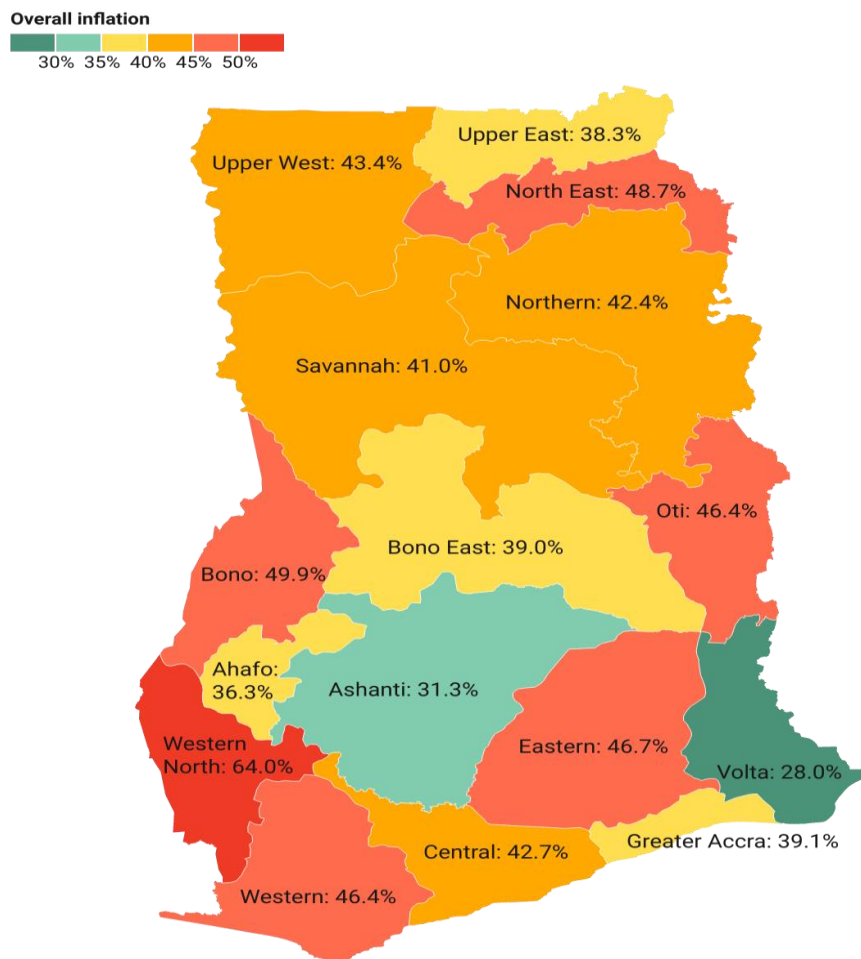 Overall inflation
30% 35% 40% 45% 50%
Upper East: 38.3%
Upper West: 43.4%
North East: 48.7%
Northern: 42.4%
Savannah: 41.0%
Oti: 46.4%
Bono East: 39.0%
Bono: 49.9%
Ahafo:
36.3%
Ashanti: 31.3%
Western
North: 64.0%
Eastern: 46.7%
Volta: 28.0%
Greater Accra: 39.1%
Central: 42.7%
Western: 46.4%